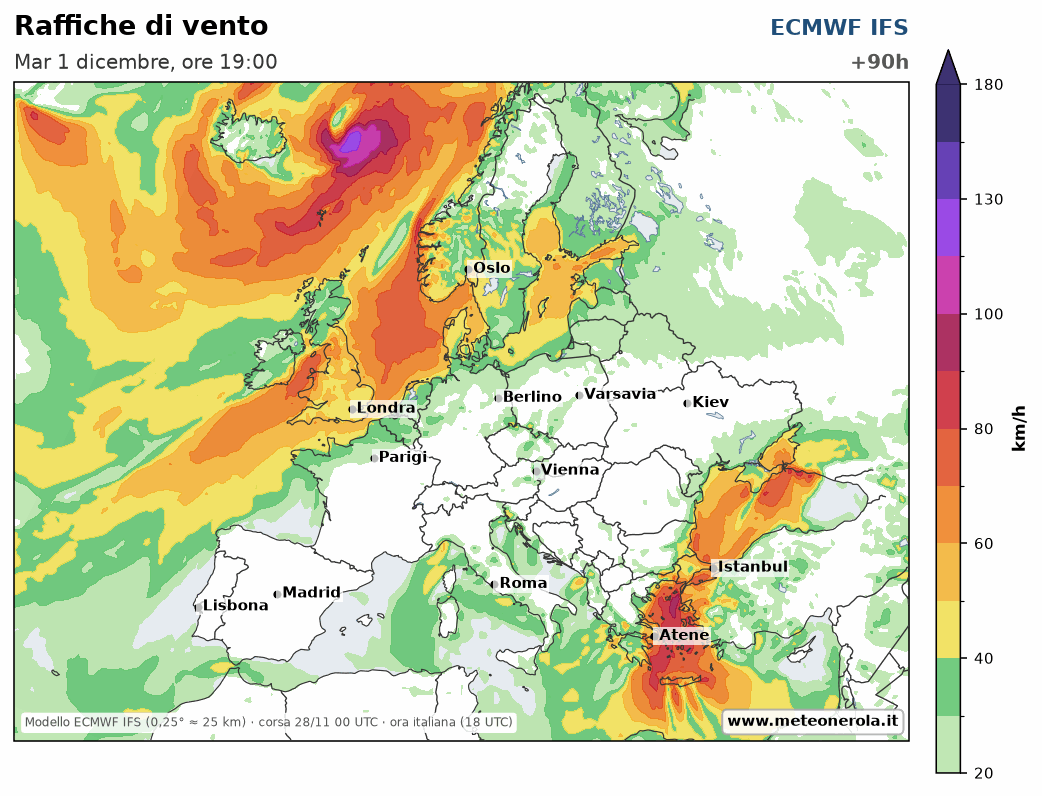 Raffiche di vento
ECMWF IFS
Mar 1 dicembre, ore 19:00
+90h
180
130
100
80
60
40
20
km/h
Oslo
Londra
Berlino
Varsavia
Kiev
Parigi
Vienna
Istanbul
Roma
Madrid
Lisbona
Atene
Modello ECMWF IFS (0,25° ≈ 25 km) · corsa 28/11 00 UTC · ora italiana (18 UTC)
www.meteonerola.it